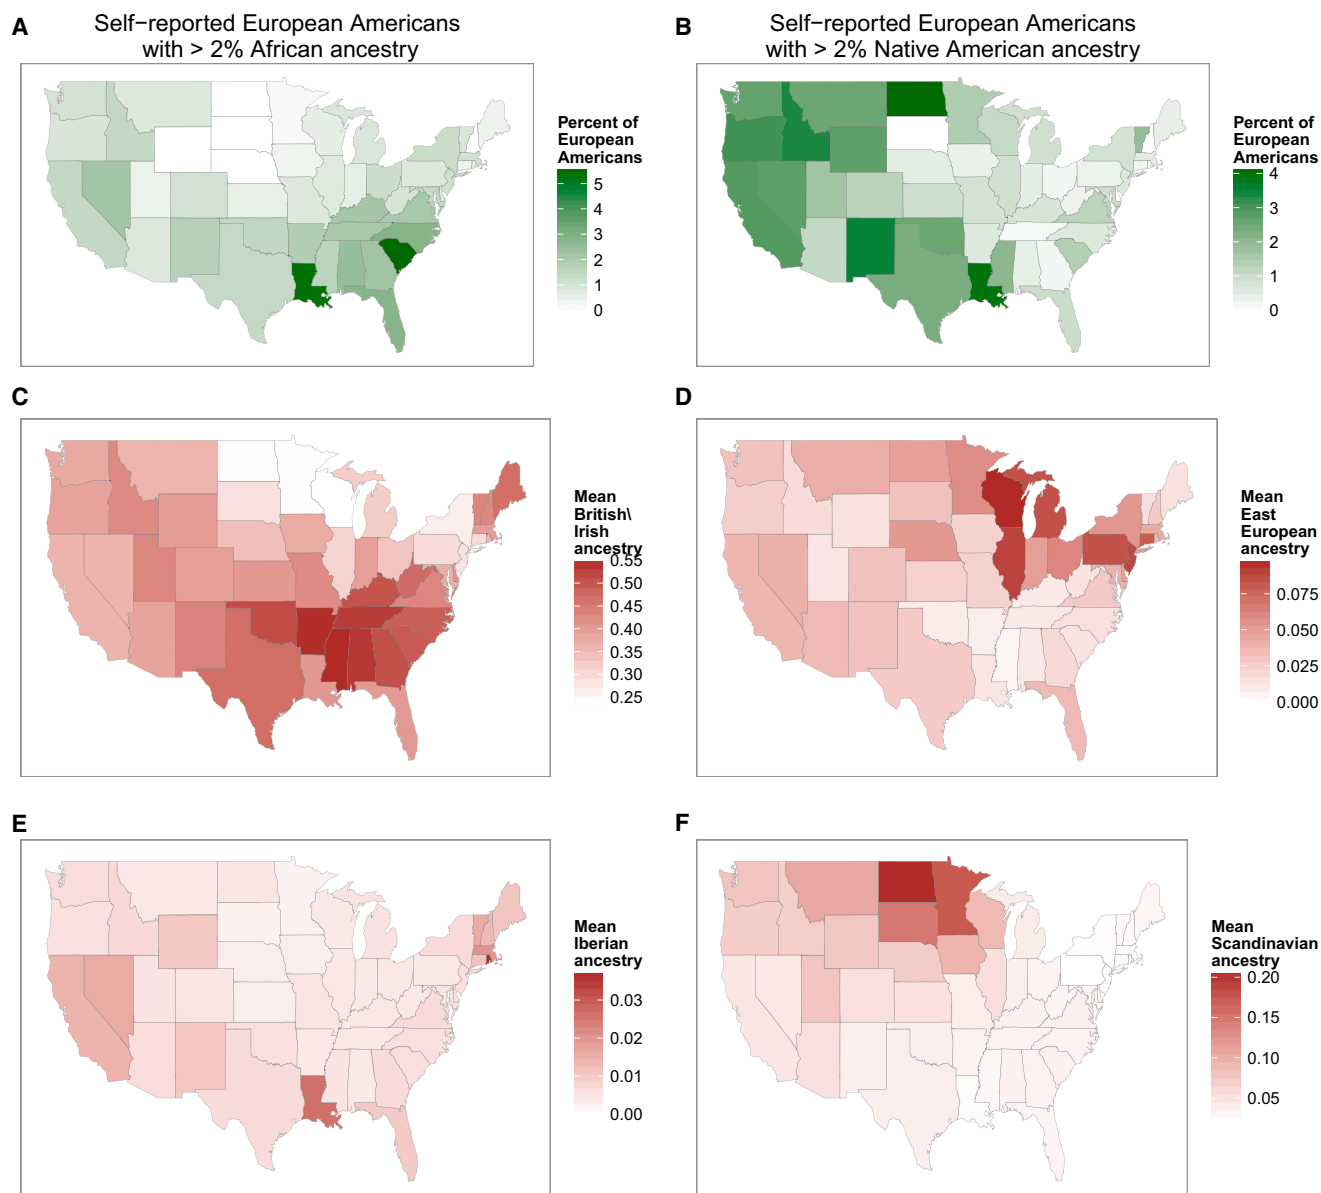 A
Self-reported European Americans
with > 2% African ancestry
Percent of
European
Americans
5
4
3
2
1
0
B
Self-reported European Americans
with > 2% Native American ancestry
Percent of
European
Americans
4
3
2
1
0
C
Mean
British\
Irish
ancestry
0.55
0.50
0.45
0.40
0.35
0.30
0.25
D
Mean
East
European
ancestry
0.075
0.050
0.025
0.000
E
Mean
Iberian
ancestry
0.03
0.02
0.01
0.00
F
Mean
Scandinavian
ancestry
0.20
0.15
0.10
0.05